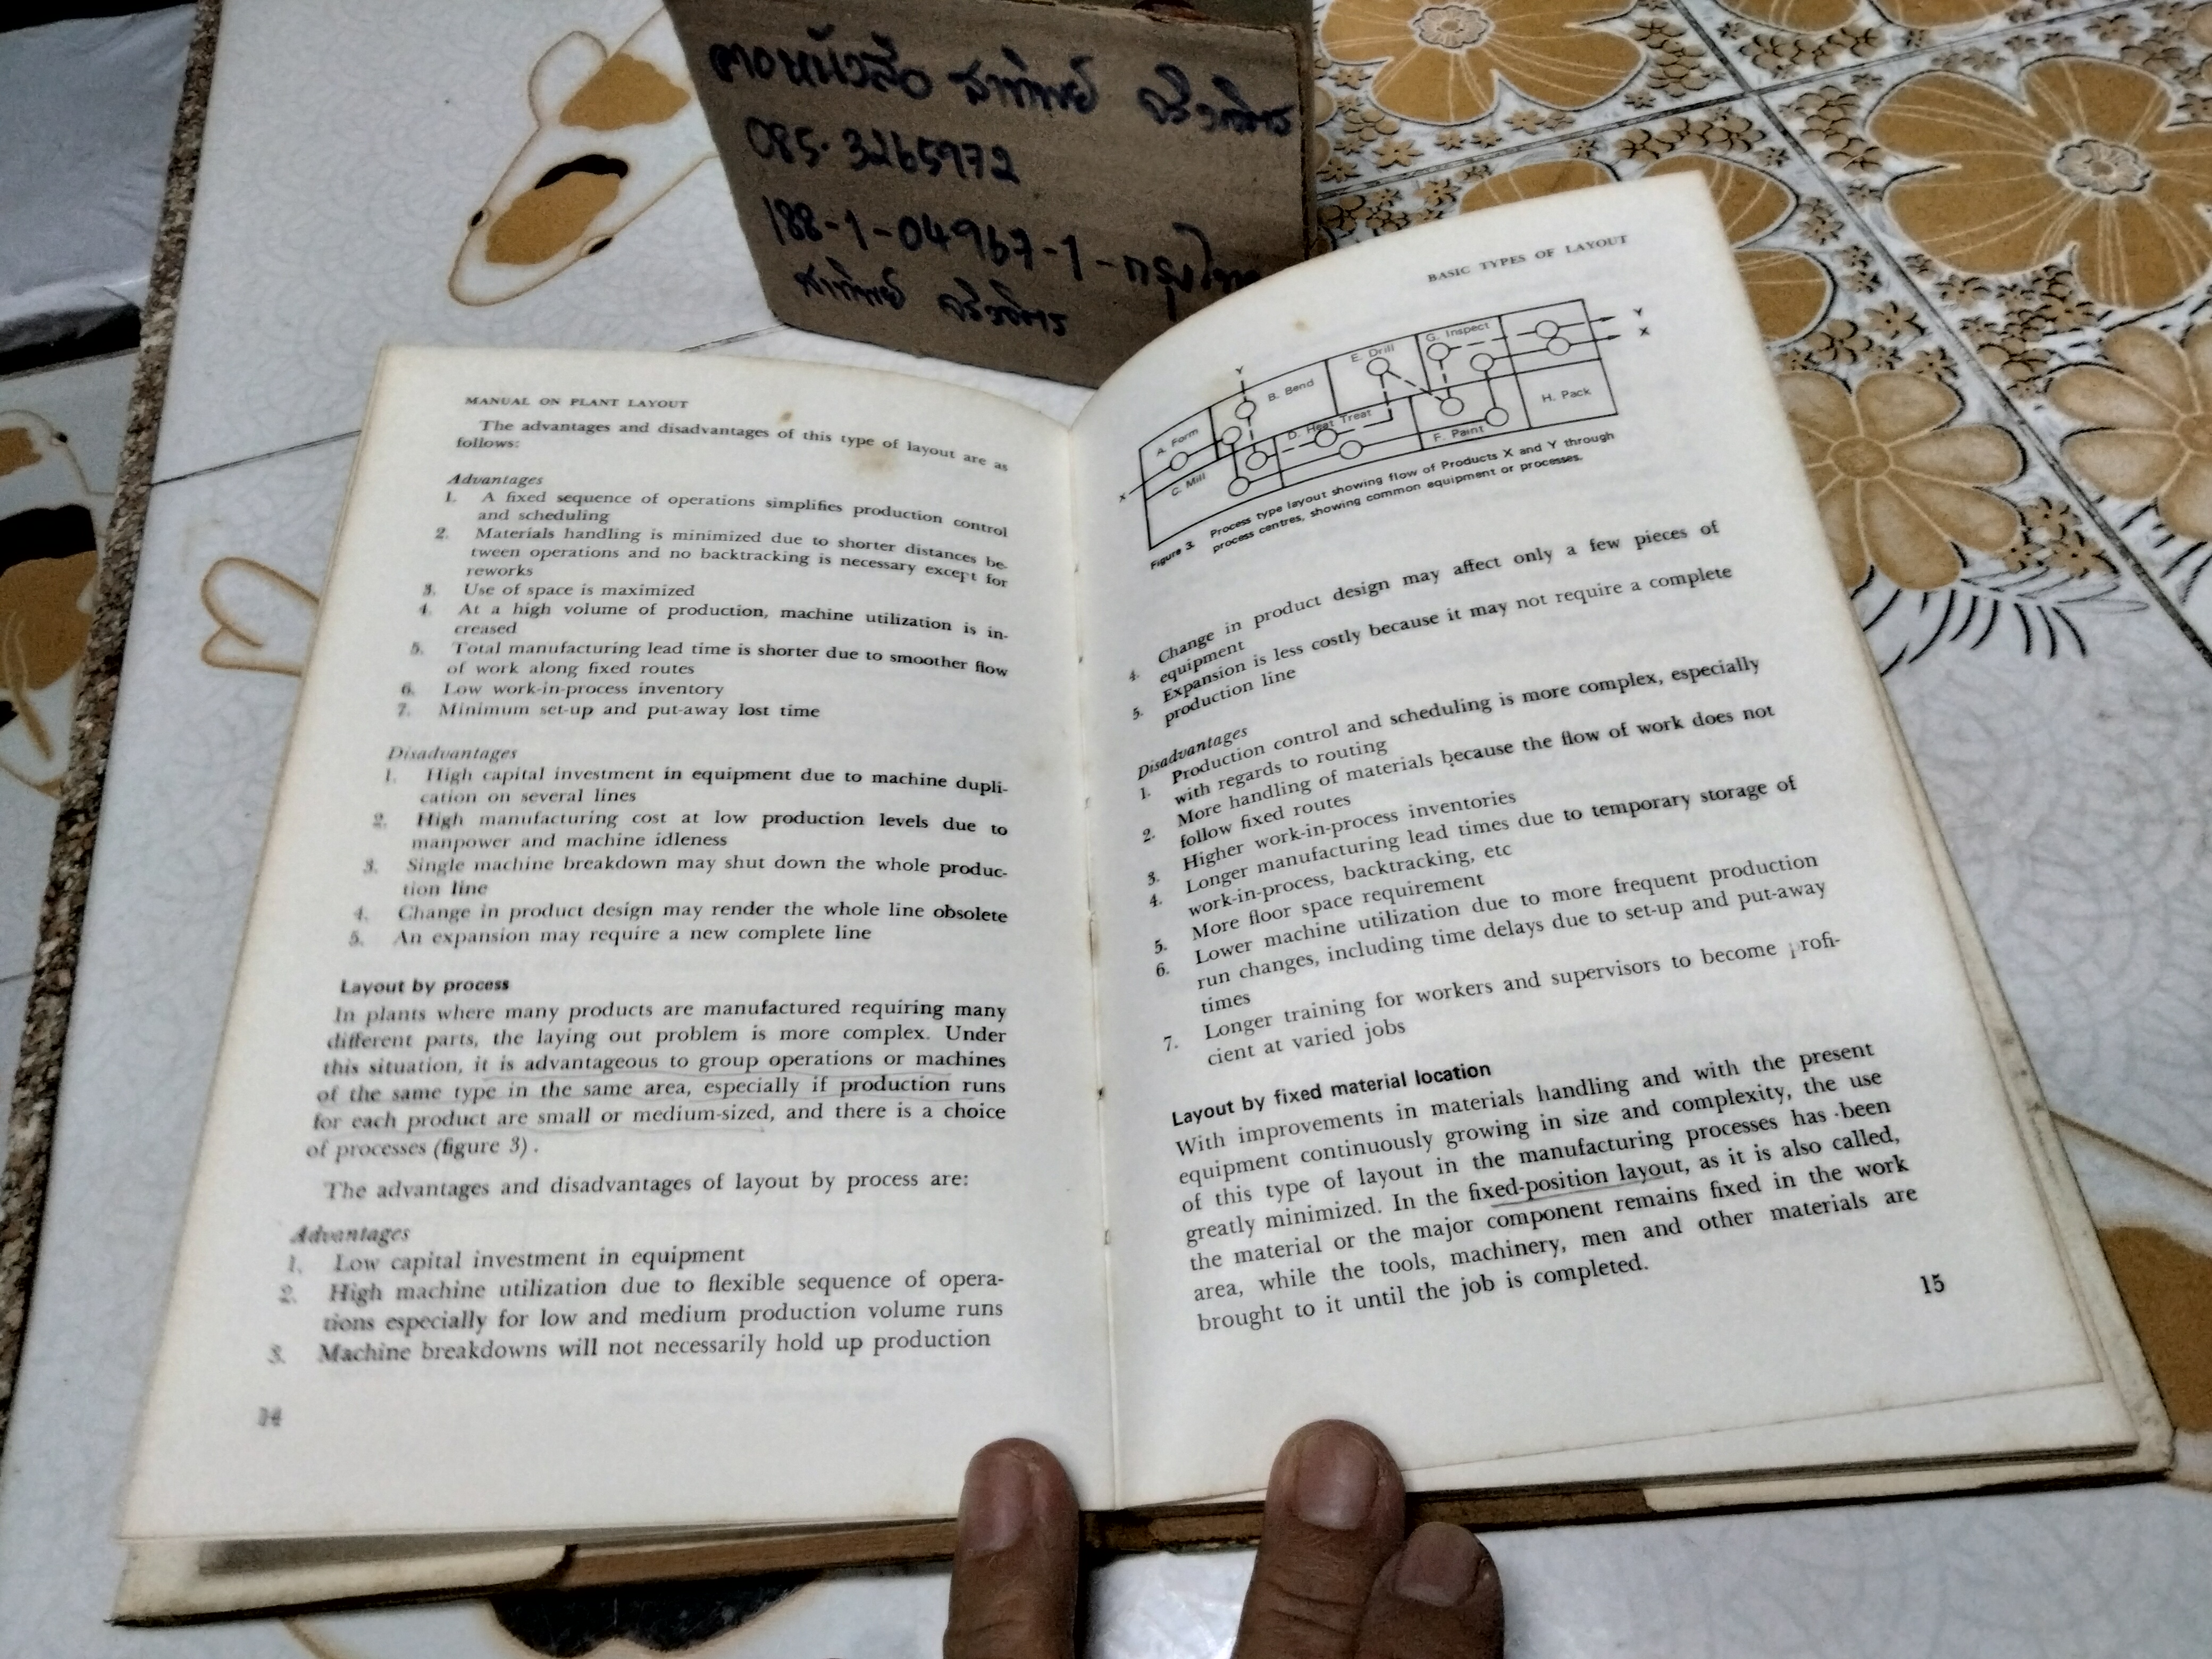 ตอหนังสือ สาทิพย์
085-3265972
188-1-04967-1-กรุงไทย
สาทิพย์
MANUAL ON PLANT LAYOUT
The advantages and disadvantages of this type of layout are as
follows:
Advantages
1. A fixed sequence of operations simplifies production control
and scheduling
2. Materials handling is minimized due to shorter distances be-
tween operations and no backtracking is necessary except for
reworks
3. Use of space is maximized
4. At a high volume of production, machine utilization is in-
creased
5. Total manufacturing lead time is shorter due to smoother flow
of work along fixed routes
6. Low work-in-process inventory
7. Minimum set-up and put-away lost time
Disadvantages
1. High capital investment in equipment due to machine dupli-
cation on several lines
2. High manufacturing cost at low production levels due to
manpower and machine idleness
3. Single machine breakdown may shut down the whole produc-
tion line
4. Change in product design may render the whole line obsolete
5. An expansion may require a new complete line
Layout by process
In plants where many products are manufactured requiring many
different parts, the laying out problem is more complex. Under
this situation, it is advantageous to group operations or machines
of the same type in the same area, especially if production runs
for each product are small or medium-sized, and there is a choice
of processes (figure 3).
The advantages and disadvantages of layout by process are:
Advantages
1. Low capital investment in equipment
2. High machine utilization due to flexible sequence of opera-
tions especially for low and medium production volume runs
3. Machine breakdowns will not necessarily hold up production
14
BASIC TYPES OF LAYOUT
Y
X
Y
X
A. Form
B. Bend
C. Mill
D. Heat Treat
E. Drill
F. Paint
G. Inspect
H. Pack
Figure 3. Process type layout showing flow of Products X and Y through
process centres, showing common equipment or processes.
4. Change in product design may affect only a few pieces of
equipment
5. Expansion is less costly because it may not require a complete
production line
Disadvantages
1. Production control and scheduling is more complex, especially
with regards to routing
2. More handling of materials because the flow of work does not
follow fixed routes
3. Higher work-in-process inventories
4. Longer manufacturing lead times due to temporary storage of
work-in-process, backtracking, etc
5. More floor space requirement
6. Lower machine utilization due to more frequent production
run changes, including time delays due to set-up and put-away
times
7. Longer training for workers and supervisors to become profi-
cient at varied jobs
Layout by fixed material location
With improvements in materials handling and with the present
equipment continuously growing in size and complexity, the use
of this type of layout in the manufacturing processes has been
greatly minimized. In the fixed-position layout, as it is also called,
the material or the major component remains fixed in the work
area, while the tools, machinery, men and other materials are
brought to it until the job is completed.
15